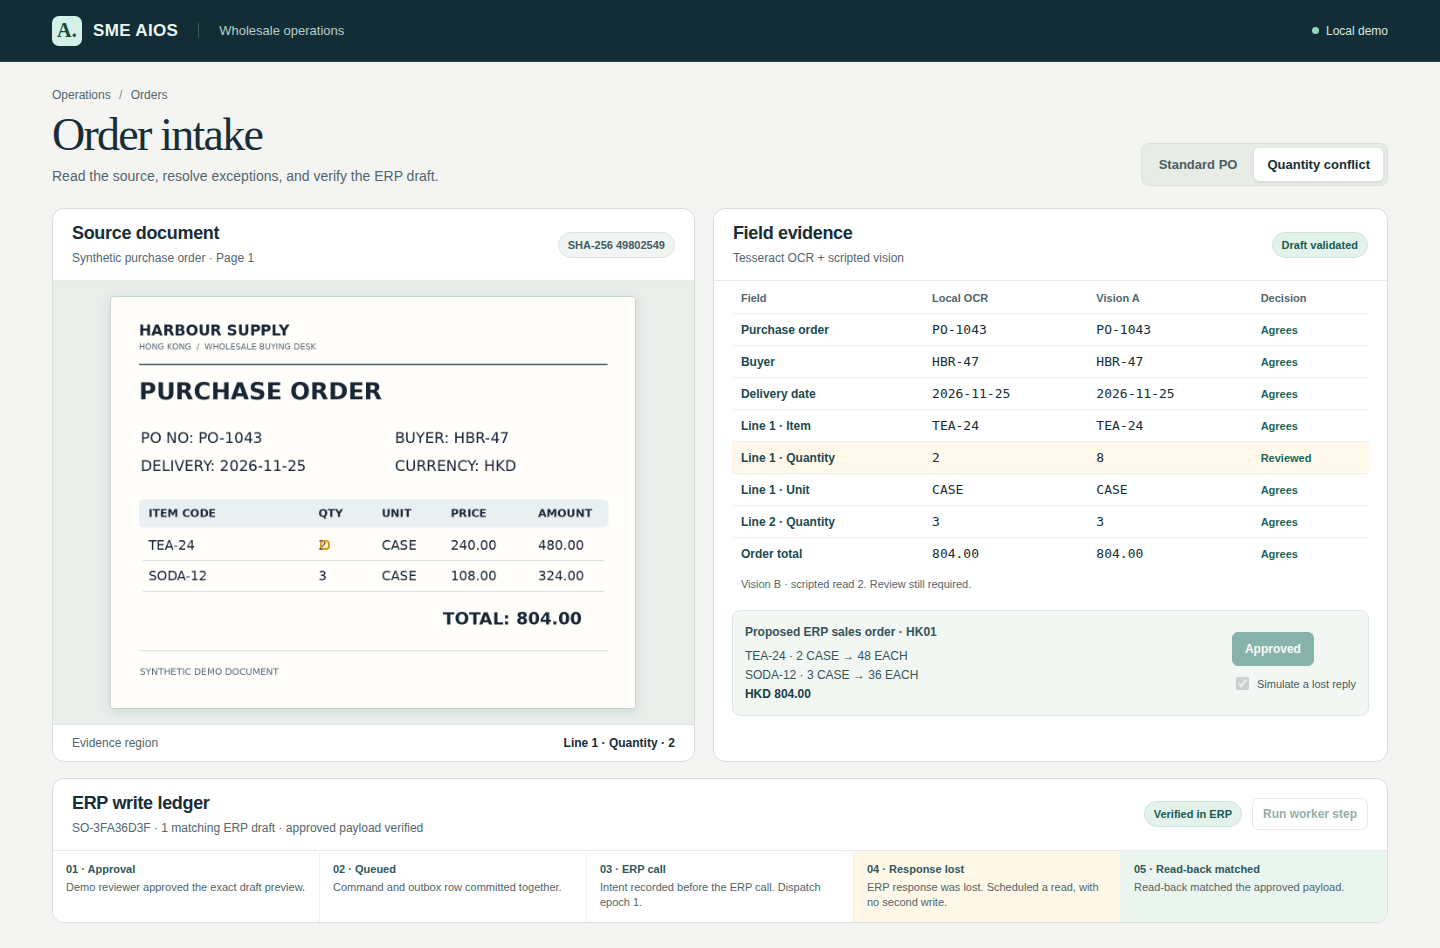 A. SME AIOS Wholesale operations Local demo
Operations / Orders
Order intake
Read the source, resolve exceptions, and verify the ERP draft.
Standard PO Quantity conflict
Source document
Synthetic purchase order · Page 1
SHA-256 49802549
HARBOUR SUPPLY
HONG KONG / WHOLESALE BUYING DESK
PURCHASE ORDER
PO NO: PO-1043 BUYER: HBR-47
DELIVERY: 2026-11-25 CURRENCY: HKD
ITEM CODE QTY UNIT PRICE AMOUNT
TEA-24 2 CASE 240.00 480.00
SODA-12 3 CASE 108.00 324.00
TOTAL: 804.00
SYNTHETIC DEMO DOCUMENT
Evidence region Line 1 · Quantity · 2
Field evidence
Tesseract OCR + scripted vision
Draft validated
Field Local OCR Vision A Decision
Purchase order PO-1043 PO-1043 Agrees
Buyer HBR-47 HBR-47 Agrees
Delivery date 2026-11-25 2026-11-25 Agrees
Line 1 · Item TEA-24 TEA-24 Agrees
Line 1 · Quantity 2 8 Reviewed
Line 1 · Unit CASE CASE Agrees
Line 2 · Quantity 3 3 Agrees
Order total 804.00 804.00 Agrees
Vision B · scripted read 2. Review still required.
Proposed ERP sales order · HK01
TEA-24 · 2 CASE → 48 EACH
SODA-12 · 3 CASE → 36 EACH
HKD 804.00
Approved
Simulate a lost reply
ERP write ledger
SO-3FA36D3F · 1 matching ERP draft · approved payload verified
Verified in ERP Run worker step
01 · Approval
Demo reviewer approved the exact draft preview.
02 · Queued
Command and outbox row committed together.
03 · ERP call
Intent recorded before the ERP call. Dispatch
epoch 1.
04 · Response lost
ERP response was lost. Scheduled a read, with
no second write.
05 · Read-back matched
Read-back matched the approved payload.